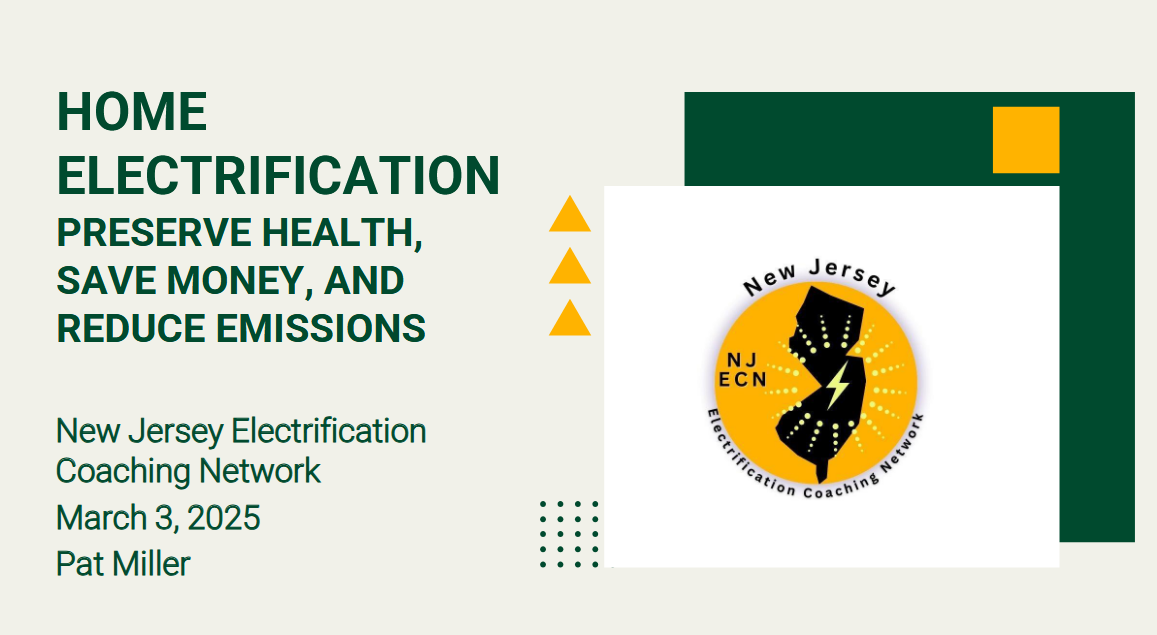 HOME
ELECTRIFICATION
PRESERVE HEALTH,
SAVE MONEY, AND
REDUCE EMISSIONS
New Jersey Electrification
Coaching Network
March 3, 2025
Pat Miller
New Jersey
NJ
ECN
Electrification Coaching Network